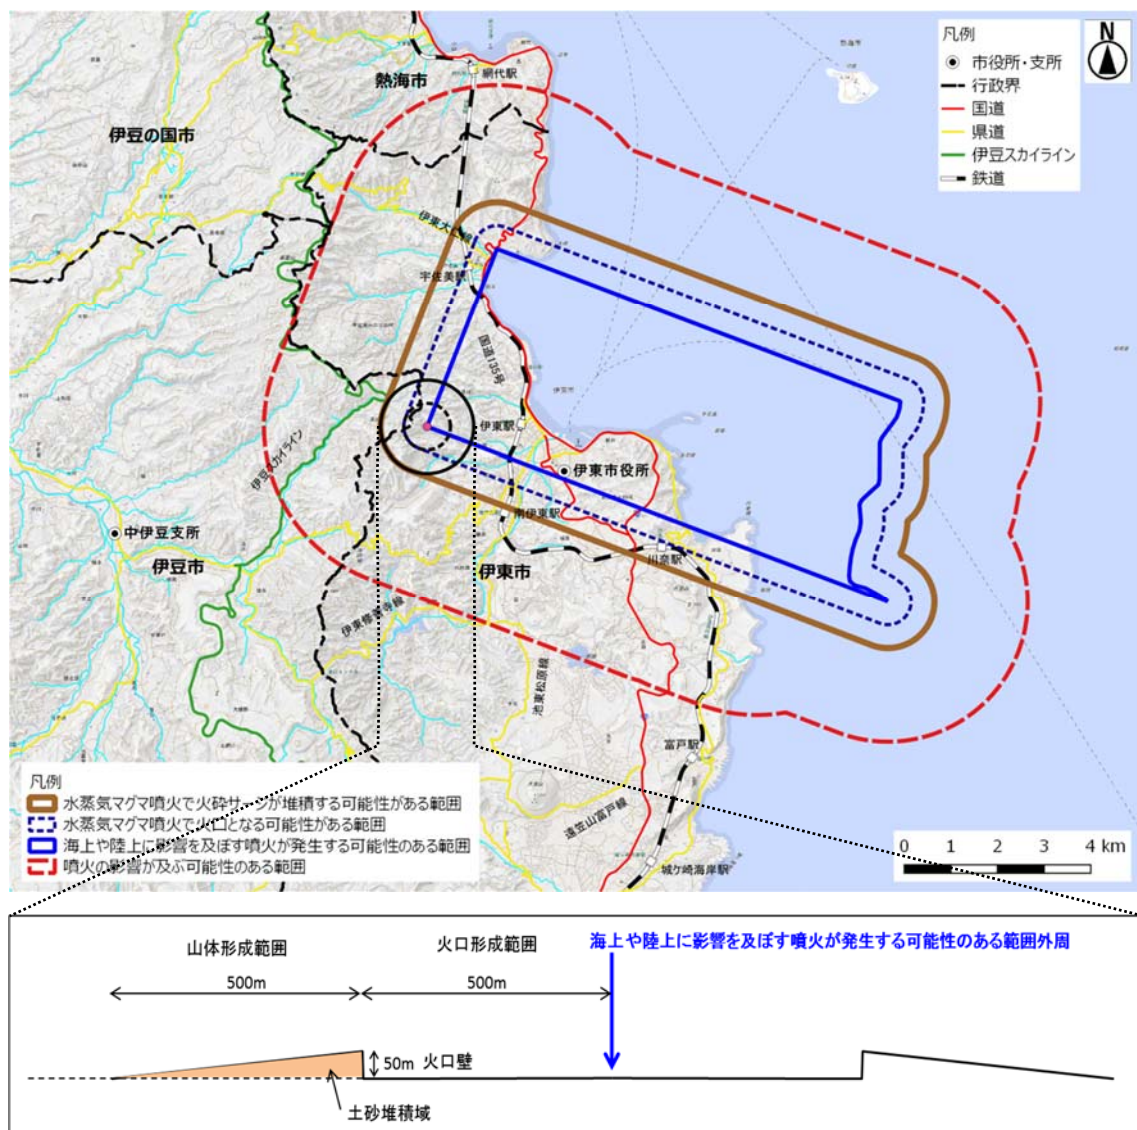 凡例
市役所・支所
行政界
国道
県道
伊豆スカイライン
鉄道
N
網代駅
熱海市
熱海市
伊豆の国市
宇佐美駅
国道135号
伊東市
伊東駅
伊東市役所
伊豆スカイライン
南伊東駅
中伊豆支所
伊豆市
伊東市
川奈駅
伊東修善寺線
池東松原線
富戸駅
遠笠山富戸線
城ケ崎海岸駅
凡例
水蒸気マグマ噴火で火砕サージが堆積する可能性がある範囲
水蒸気マグマ噴火で火口となる可能性がある範囲
海上や陸上に影響を及ぼす噴火が発生する可能性のある範囲
噴火の影響が及ぶ可能性のある範囲
0 1 2 3 4 km
山体形成範囲
火口形成範囲
海上や陸上に影響を及ぼす噴火が発生する可能性のある範囲外周
500m
500m
50m 火口壁
土砂堆積域